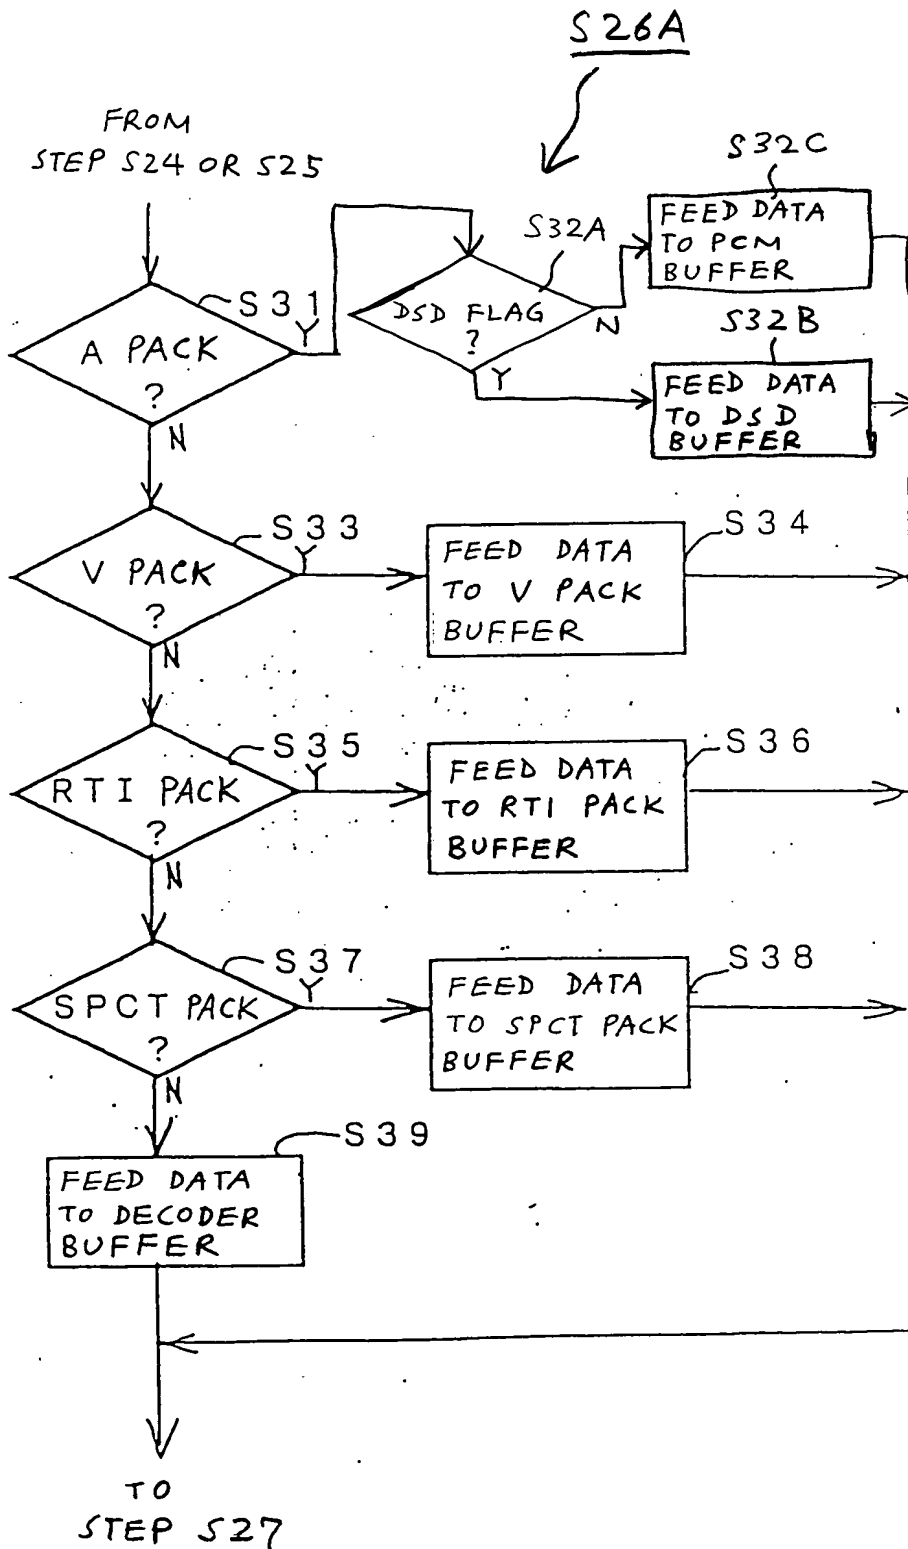 S26A
FROM
STEP S24 OR S25
S32C
FEED DATA
TO PCM
BUFFER
S32A
DSD FLAG
?
N
Y
S32B
FEED DATA
TO DSD
BUFFER
S31
Y
A PACK
?
N
S33
Y
V PACK
?
N
S34
FEED DATA
TO V PACK
BUFFER
S35
Y
RTI PACK
?
N
S36
FEED DATA
TO RTI PACK
BUFFER
S37
Y
SPCT PACK
?
N
S38
FEED DATA
TO SPCT PACK
BUFFER
S39
FEED DATA
TO DECODER
BUFFER
TO
STEP S27